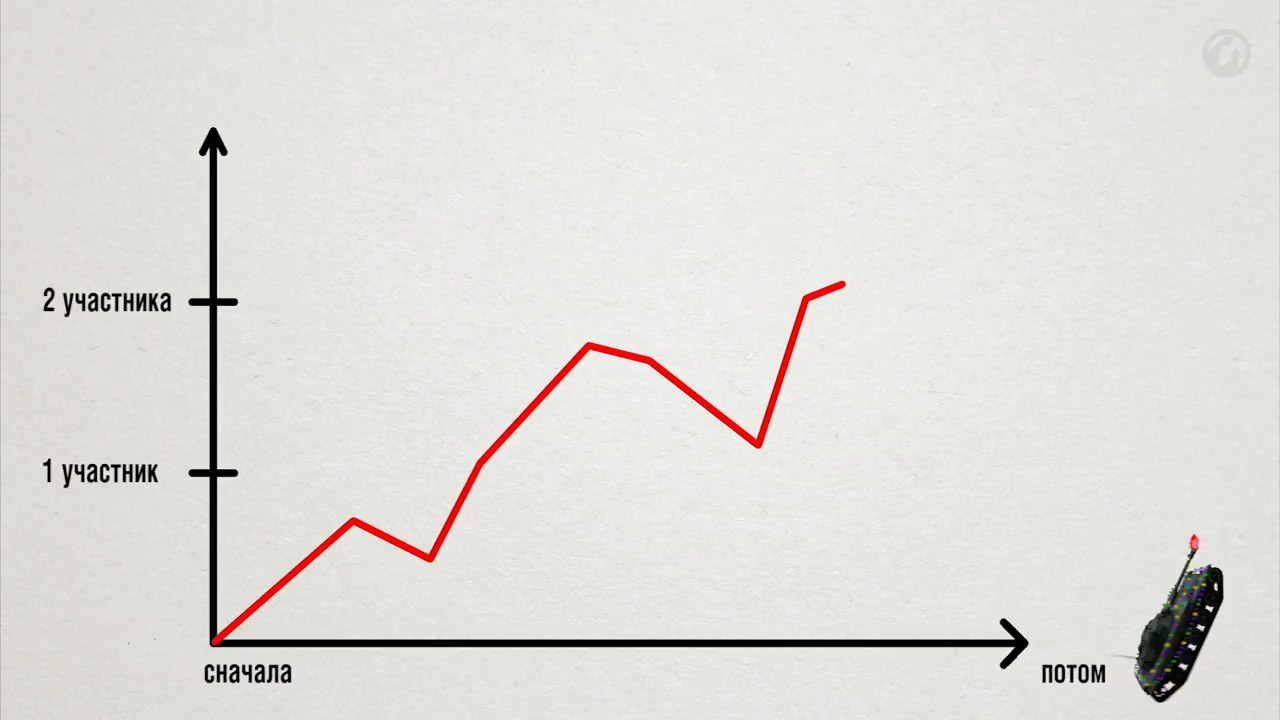 2 участника
1 участник
сначала
потом